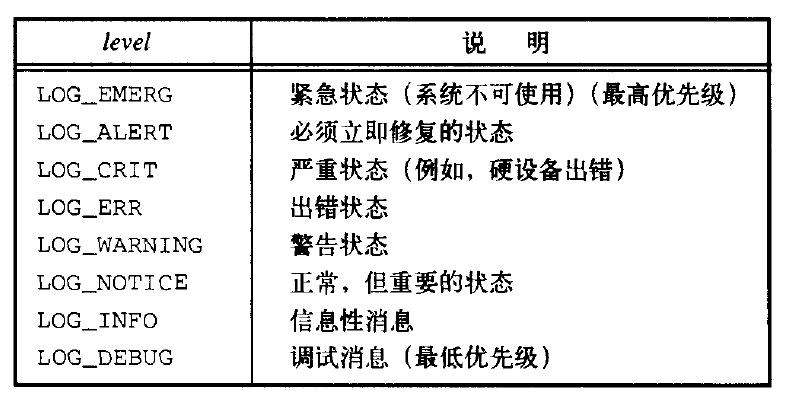 level 说 明
LOG_EMERG 紧急状态（系统不可使用）（最高优先级）
LOG_ALERT 必须立即修复的状态
LOG_CRIT 严重状态（例如，硬设备出错）
LOG_ERR 出错状态
LOG_WARNING 警告状态
LOG_NOTICE 正常，但重要的状态
LOG_INFO 信息性消息
LOG_DEBUG 调试消息（最低优先级）